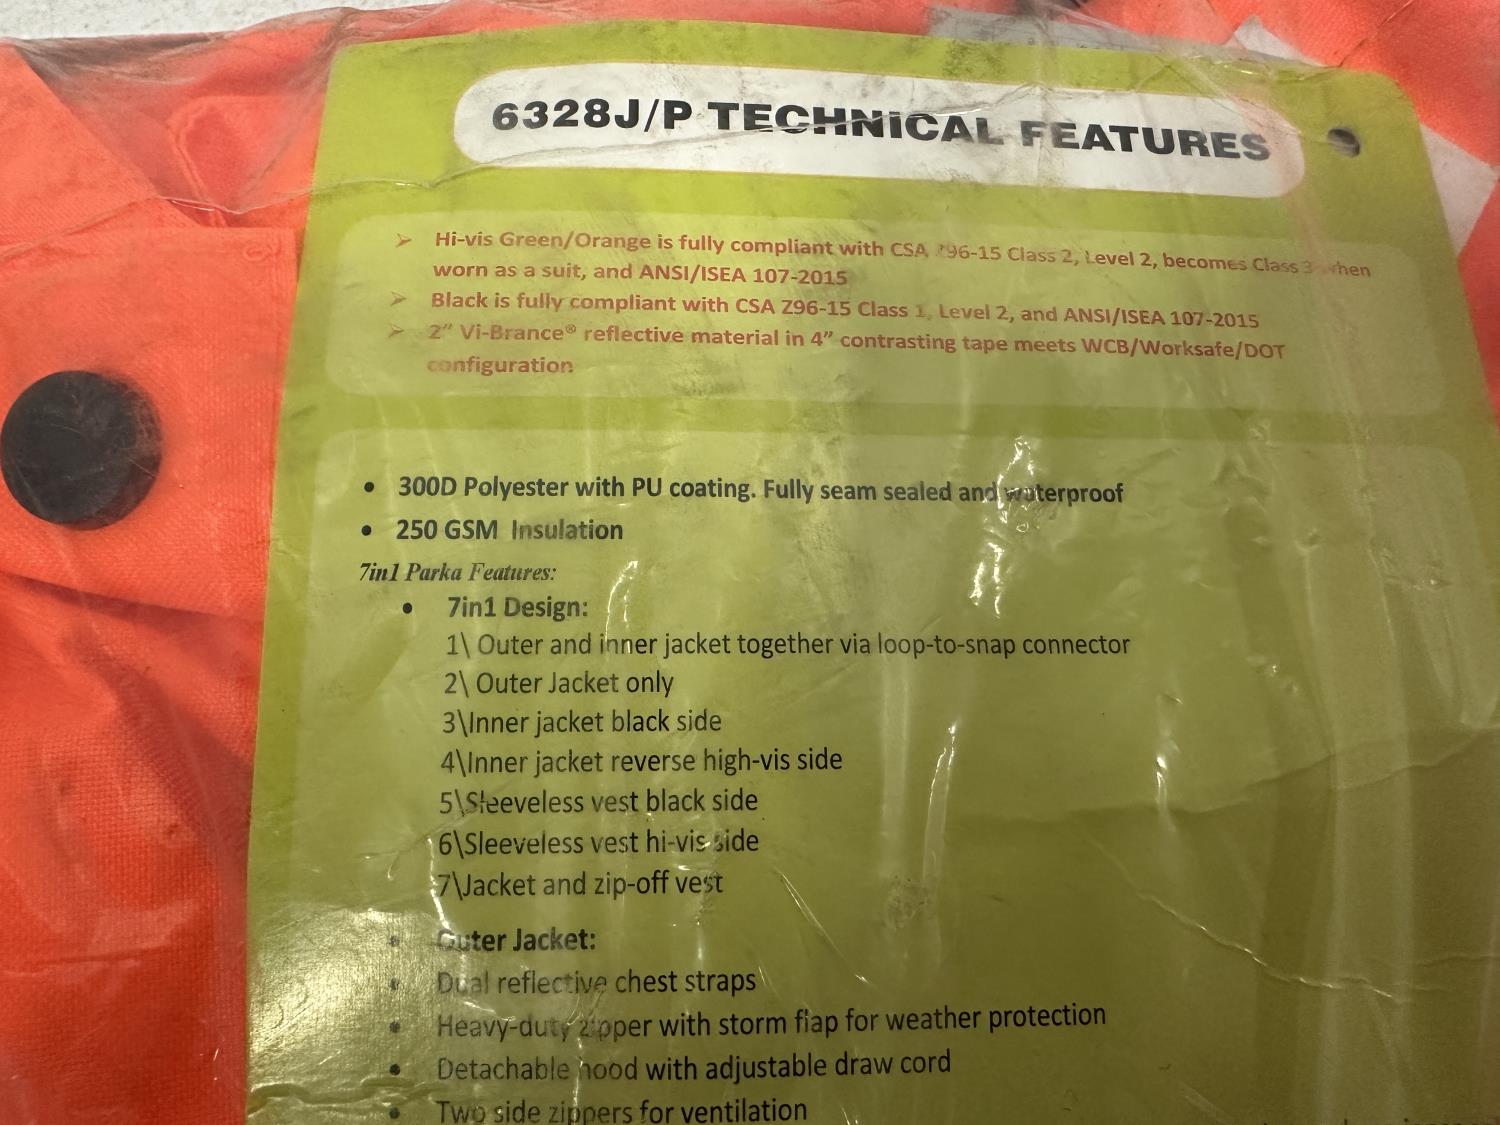 6328J/P TECHNICAL FEATURES
➢ Hi-vis Green/Orange is fully compliant with CSA Z96-15 Class 2, Level 2, becomes Class 3 when
worn as a suit, and ANSI/ISEA 107-2015
➢ Black is fully compliant with CSA Z96-15 Class 1, Level 2, and ANSI/ISEA 107-2015
➢ 2" Vi-Brance® reflective material in 4" contrasting tape meets WCB/Worksafe/DOT
configuration
• 300D Polyester with PU coating. Fully seam sealed and waterproof
• 250 GSM Insulation
7in1 Parka Features:
• 7in1 Design:
1\ Outer and inner jacket together via loop-to-snap connector
2\ Outer Jacket only
3\Inner jacket black side
4\Inner jacket reverse high-vis side
5\Sleeveless vest black side
6\Sleeveless vest hi-vis side
7\Jacket and zip-off vest
• Outer Jacket:
• Dual reflective chest straps
• Heavy-duty zipper with storm flap for weather protection
• Detachable hood with adjustable draw cord
• Two side zippers for ventilation